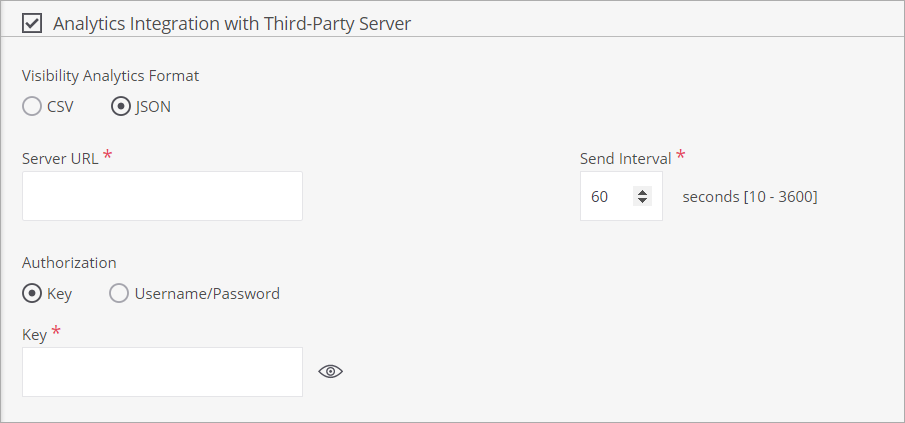 Analytics Integration with Third-Party Server
Visibility Analytics Format
CSV JSON
Server URL * Send Interval *
60 seconds [10 - 3600]
Authorization
Key Username/Password
Key *